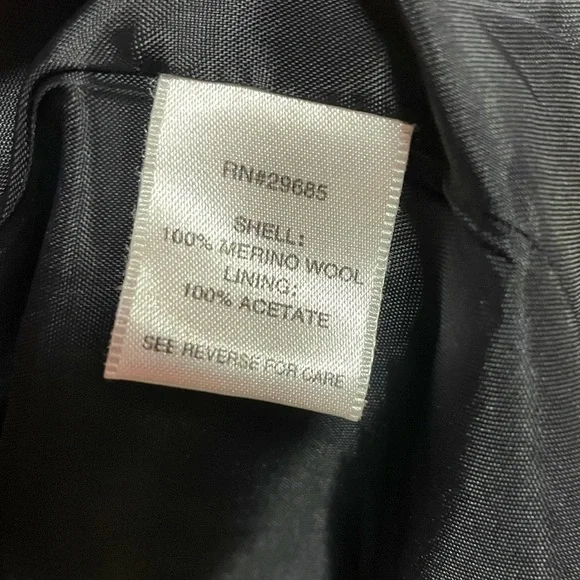 RN#29685
SHELL:
100% MERINO WOOL
LINING:
100% ACETATE
SEE REVERSE FOR CARE